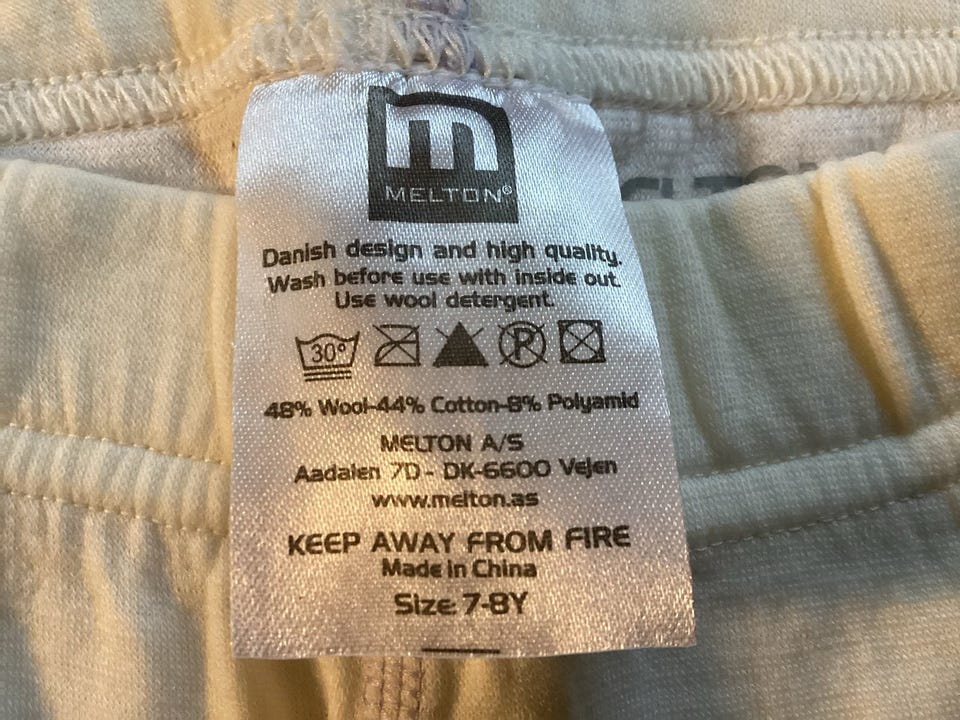 m
MELTON®
Danish design and high quality.
Wash before use with inside out.
Use wool detergent.
30°
P
48% Wool-44% Cotton-8% Polyamid
MELTON A/S
Aadalen 7D - DK-6600 Vejen
www.melton.as
KEEP AWAY FROM FIRE
Made in China
Size: 7-8Y